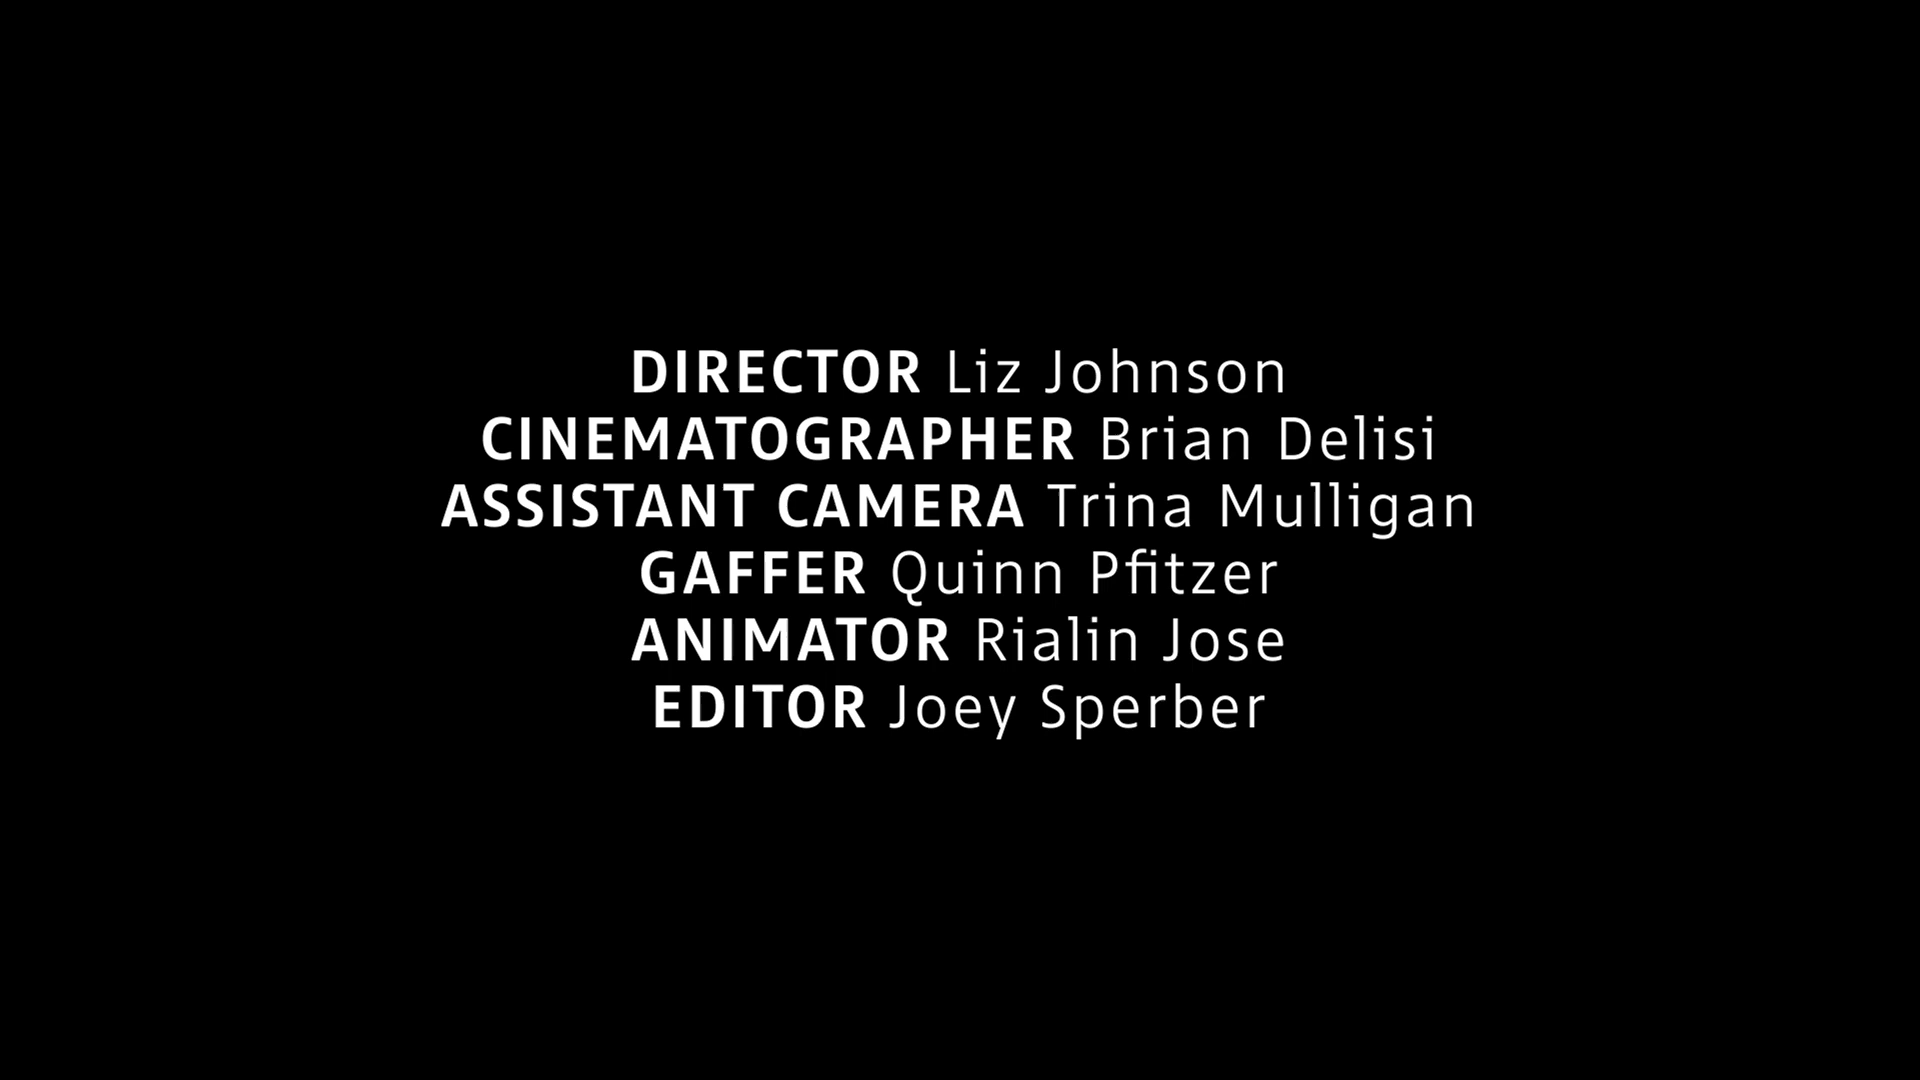 DIRECTOR Liz Johnson
CINEMATOGRAPHER Brian Delisi
ASSISTANT CAMERA Trina Mulligan
GAFFER Quinn Pfitzer
ANIMATOR Rialin Jose
EDITOR Joey Sperber